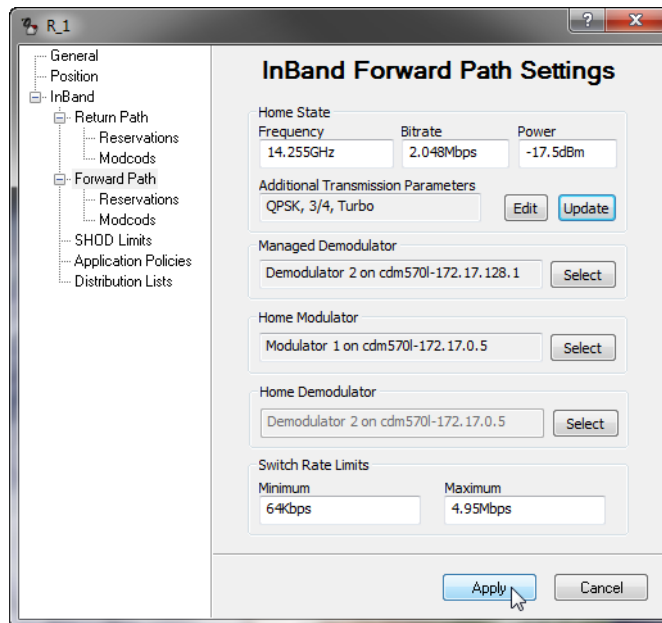 R_1
General
Position
InBand
Return Path
Reservations
Modcods
Forward Path
Reservations
Modcods
SHOD Limits
Application Policies
Distribution Lists
InBand Forward Path Settings
Home State
Frequency Bitrate Power
14.255GHz 2.048Mbps -17.5dBm
Additional Transmission Parameters
QPSK, 3/4, Turbo Edit Update
Managed Demodulator
Demodulator 2 on cdm570l-172.17.128.1 Select
Home Modulator
Modulator 1 on cdm570l-172.17.0.5 Select
Home Demodulator
Demodulator 2 on cdm570l-172.17.0.5 Select
Switch Rate Limits
Minimum Maximum
64Kbps 4.95Mbps
Apply Cancel